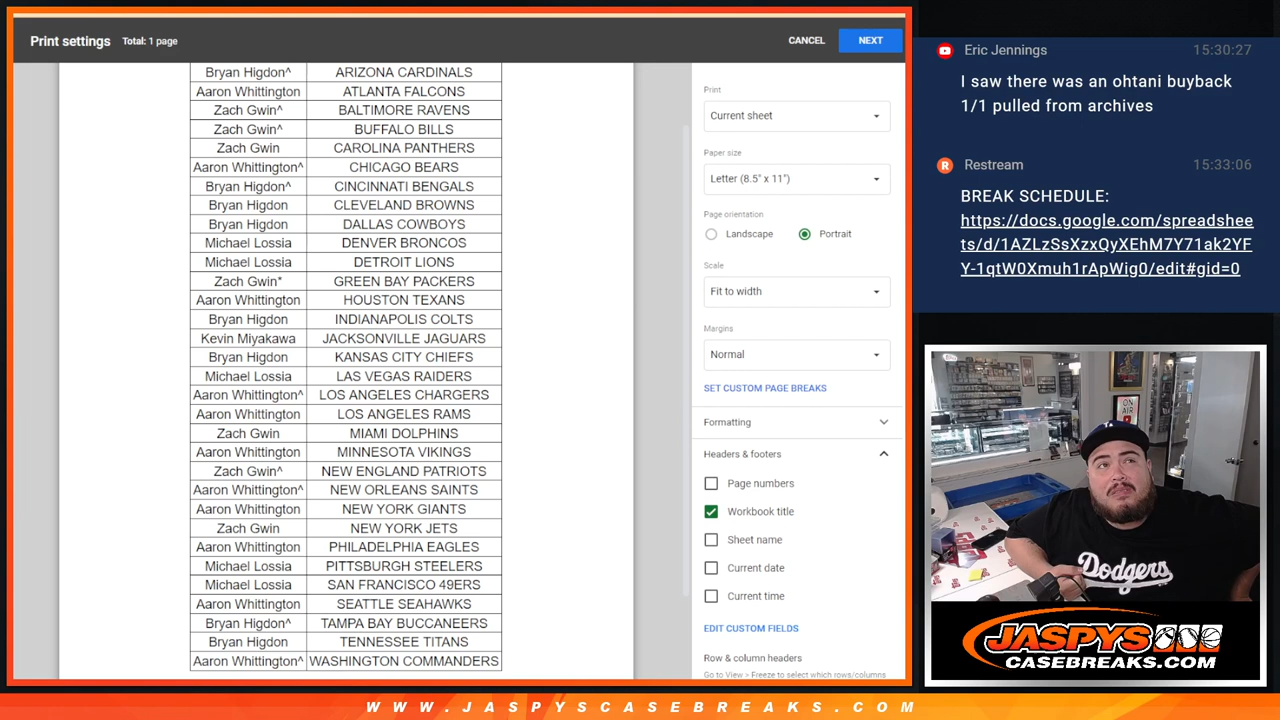 Print settings
Total: 1 page
CANCEL
NEXT
Bryan Higdon^ ARIZONA CARDINALS
Aaron Whittington ATLANTA FALCONS
Zach Gwin^ BALTIMORE RAVENS
Zach Gwin^ BUFFALO BILLS
Zach Gwin CAROLINA PANTHERS
Aaron Whittington^ CHICAGO BEARS
Bryan Higdon^ CINCINNATI BENGALS
Bryan Higdon CLEVELAND BROWNS
Bryan Higdon DALLAS COWBOYS
Michael Lossia DENVER BRONCOS
Michael Lossia DETROIT LIONS
Zach Gwin* GREEN BAY PACKERS
Aaron Whittington HOUSTON TEXANS
Bryan Higdon INDIANAPOLIS COLTS
Kevin Miyakawa JACKSONVILLE JAGUARS
Bryan Higdon KANSAS CITY CHIEFS
Michael Lossia LAS VEGAS RAIDERS
Aaron Whittington^ LOS ANGELES CHARGERS
Aaron Whittington LOS ANGELES RAMS
Zach Gwin MIAMI DOLPHINS
Aaron Whittington MINNESOTA VIKINGS
Zach Gwin^ NEW ENGLAND PATRIOTS
Aaron Whittington^ NEW ORLEANS SAINTS
Aaron Whittington NEW YORK GIANTS
Zach Gwin NEW YORK JETS
Aaron Whittington PHILADELPHIA EAGLES
Michael Lossia PITTSBURGH STEELERS
Michael Lossia SAN FRANCISCO 49ERS
Aaron Whittington SEATTLE SEAHAWKS
Bryan Higdon^ TAMPA BAY BUCCANEERS
Bryan Higdon TENNESSEE TITANS
Aaron Whittington^ WASHINGTON COMMANDERS
Print
Current sheet
Paper size
Letter (8.5" x 11")
Page orientation
Landscape
Portrait
Scale
Fit to width
Margins
Normal
SET CUSTOM PAGE BREAKS
Formatting
Headers & footers
Page numbers
Workbook title
Sheet name
Current date
Current time
EDIT CUSTOM FIELDS
Row & column headers
Go to View > Freeze to select which rows/columns
Eric Jennings 15:30:27
I saw there was an ohtani buyback
1/1 pulled from archives
R Restream 15:33:06
BREAK SCHEDULE:
https://docs.google.com/spreadshee
ts/d/1AZLzSsXzxQyXEhM7Y71ak2YF
Y-1qtW0Xmuh1rApWig0/edit#gid=0
ON
AIR
LA
Dodgers
JASPYS
CASEBREAKS.COM
WWW.JASPYSCASEBREAKS.COM